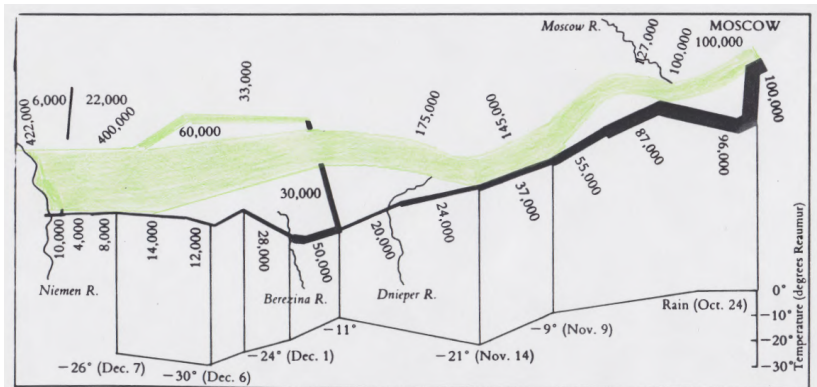 Moscow R.
MOSCOW
127,000
100,000
100,000
100,000
33,000
6,000
22,000
422,000
400,000
60,000
175,000
145,000
96,000
87,000
55,000
37,000
30,000
24,000
20,000
50,000
28,000
12,000
14,000
8,000
4,000
10,000
Niemen R.
Berezina R.
Dnieper R.
Rain (Oct. 24)
0°
−10°
−20°
−30°
Temperature (degrees Reaumur)
−9° (Nov. 9)
−11°
−21° (Nov. 14)
−24° (Dec. 1)
−26° (Dec. 7)
−30° (Dec. 6)